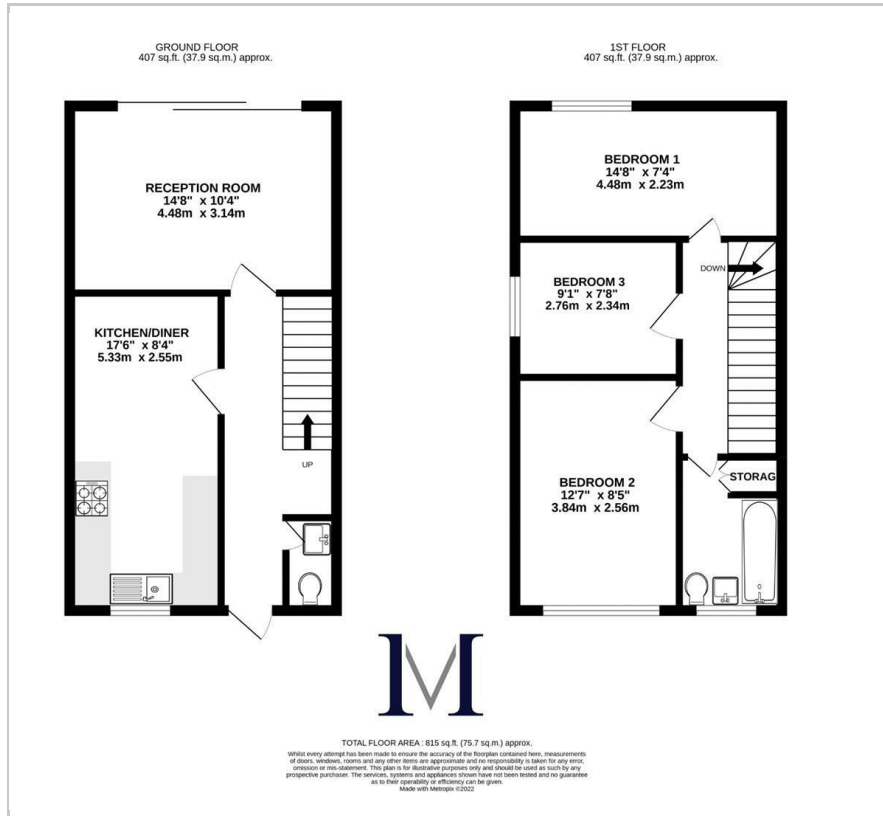 GROUND FLOOR
407 sq.ft. (37.9 sq.m.) approx.
RECEPTION ROOM
14'8" x 10'4"
4.48m x 3.14m
KITCHEN/DINER
17'6" x 8'4"
5.33m x 2.55m
UP
1ST FLOOR
407 sq.ft. (37.9 sq.m.) approx.
BEDROOM 1
14'8" x 7'4"
4.48m x 2.23m
DOWN
BEDROOM 3
9'1" x 7'8"
2.76m x 2.34m
BEDROOM 2
12'7" x 8'5"
3.84m x 2.56m
STORAG
M
TOTAL FLOOR AREA : 815 sq.ft. (75.7 sq.m.) approx.
Whilst every attempt has been made to ensure the accuracy of the floorplan contained here, measurements
of doors, windows, rooms and any other items are approximate and no responsibility is taken for any error,
omission or mis-statement. This plan is for illustrative purposes only and should be used as such by any
prospective purchaser. The services, systems and appliances shown have not been tested and no guarantee
as to their operability or efficiency can be given.
Made with Metropix ©2022